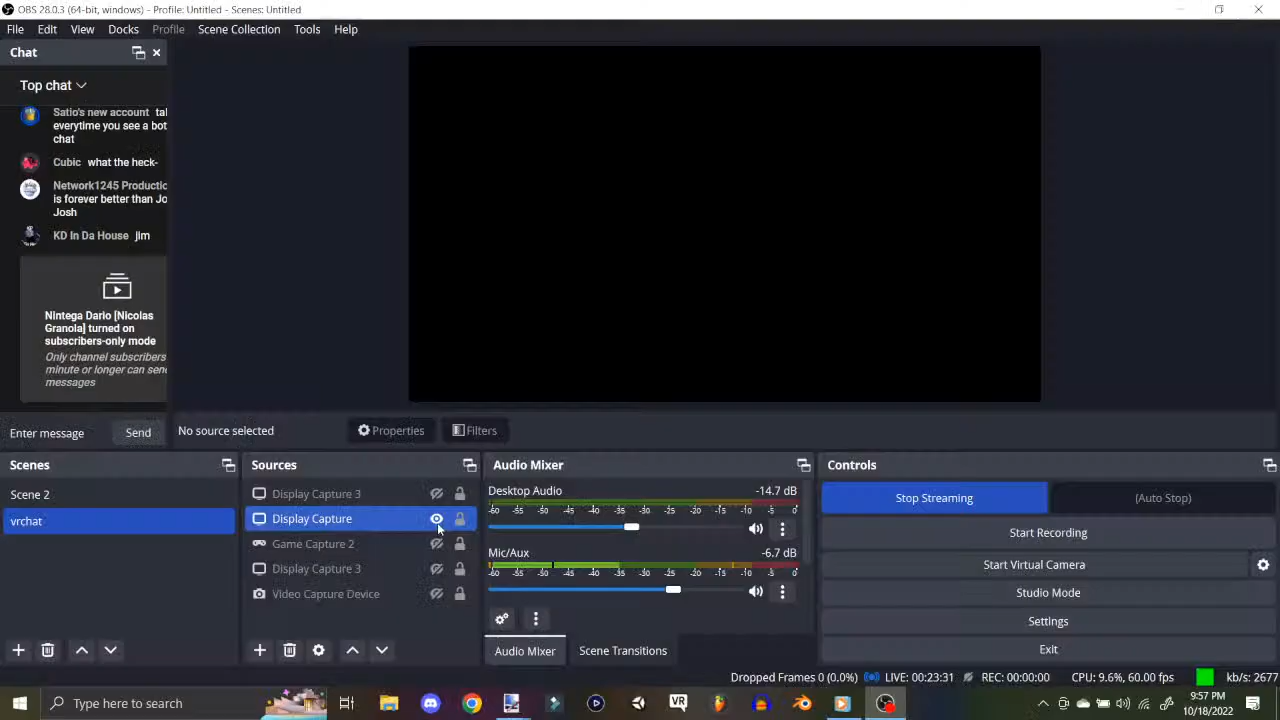 OBS 28.0.3 (64-bit, windows) - Profile: Untitled - Scenes: Untitled
File Edit View Docks Profile Scene Collection Tools Help
Chat
Top chat
Satio's new account tal
everytime you see a bot
chat
Cubic what the heck-
Network1245 Productio
is forever better than Jo
Josh
KD In Da House jim
Nintega Dario [Nicolas
Granola] turned on
subscribers-only mode
Only channel subscribers
minute or longer can send
messages
Enter message Send
No source selected Properties Filters
Scenes
Scene 2
vrchat
Sources
Display Capture 3
Display Capture
Game Capture 2
Display Capture 3
Video Capture Device
Audio Mixer
Desktop Audio -14.7 dB
-60 -55 -50 -45 -40 -35 -30 -25 -20 -15 -10 -5 0
Mic/Aux -6.7 dB
-60 -55 -50 -45 -40 -35 -30 -25 -20 -15 -10 -5 0
Audio Mixer Scene Transitions
Controls
Stop Streaming (Auto Stop)
Start Recording
Start Virtual Camera
Studio Mode
Settings
Exit
Dropped Frames 0 (0.0%) LIVE: 00:23:31 REC: 00:00:00 CPU: 9.6%, 60.00 fps kb/s: 2677
Type here to search
VR
9:57 PM
10/18/2022